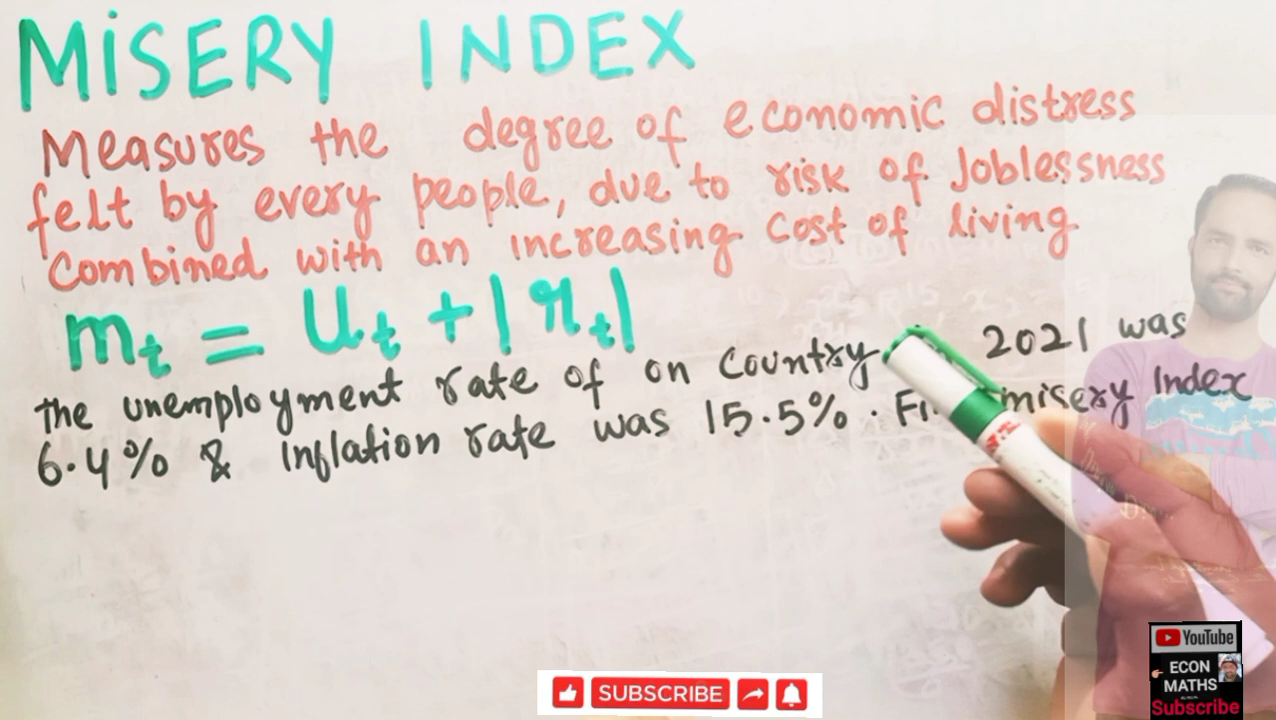 MiSERY INDEX
Measures the degree of economic distress
felt by every people, due to risk of Joblessness
Combined with an increasing cost of living
mt = Ut + | πt |
the unemployment rate of on Country 2021 was
6.4% & Inflation rate was 15.5%. misery Index
SUBSCRIBE
YouTube
ECON
MATHS
Subscribe